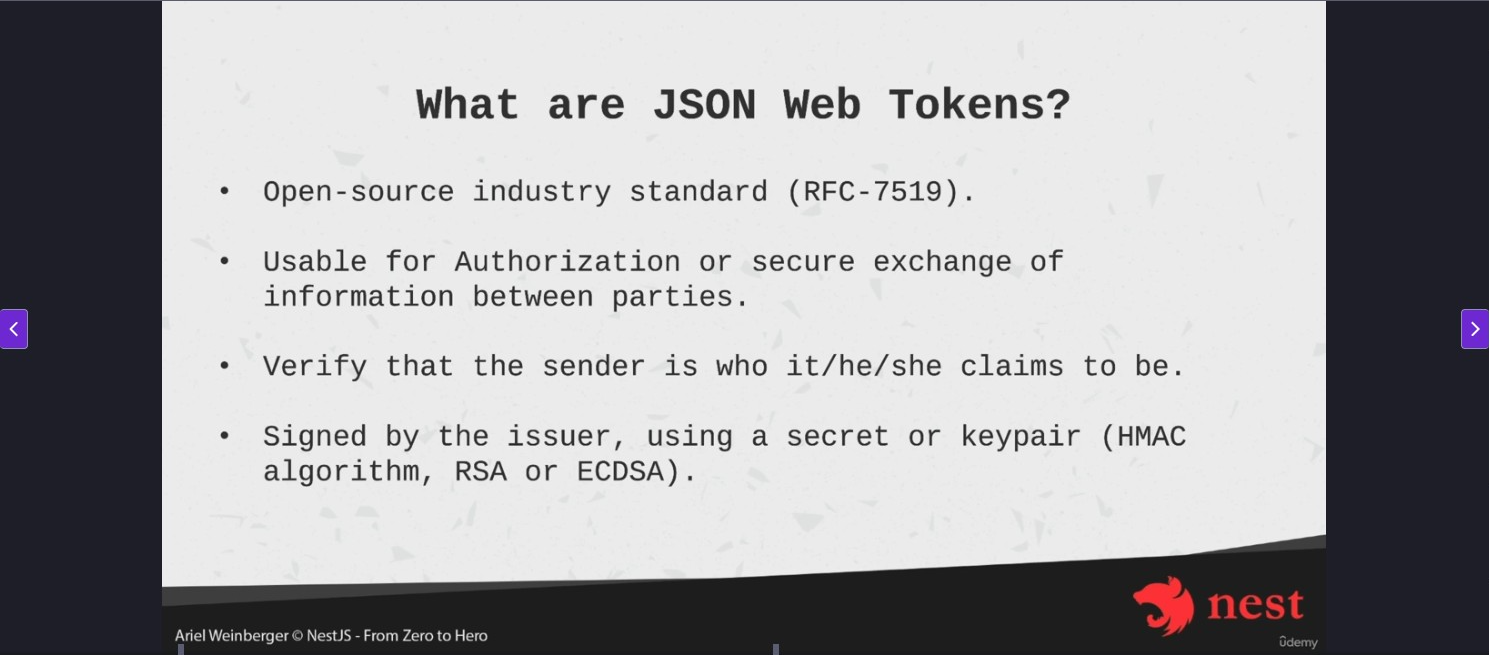 What are JSON Web Tokens?
• Open-source industry standard (RFC-7519).
• Usable for Authorization or secure exchange of
information between parties.
• Verify that the sender is who it/he/she claims to be.
• Signed by the issuer, using a secret or keypair (HMAC
algorithm, RSA or ECDSA).
nest
Ariel Weinberger © NestJS - From Zero to Hero
ûdemy